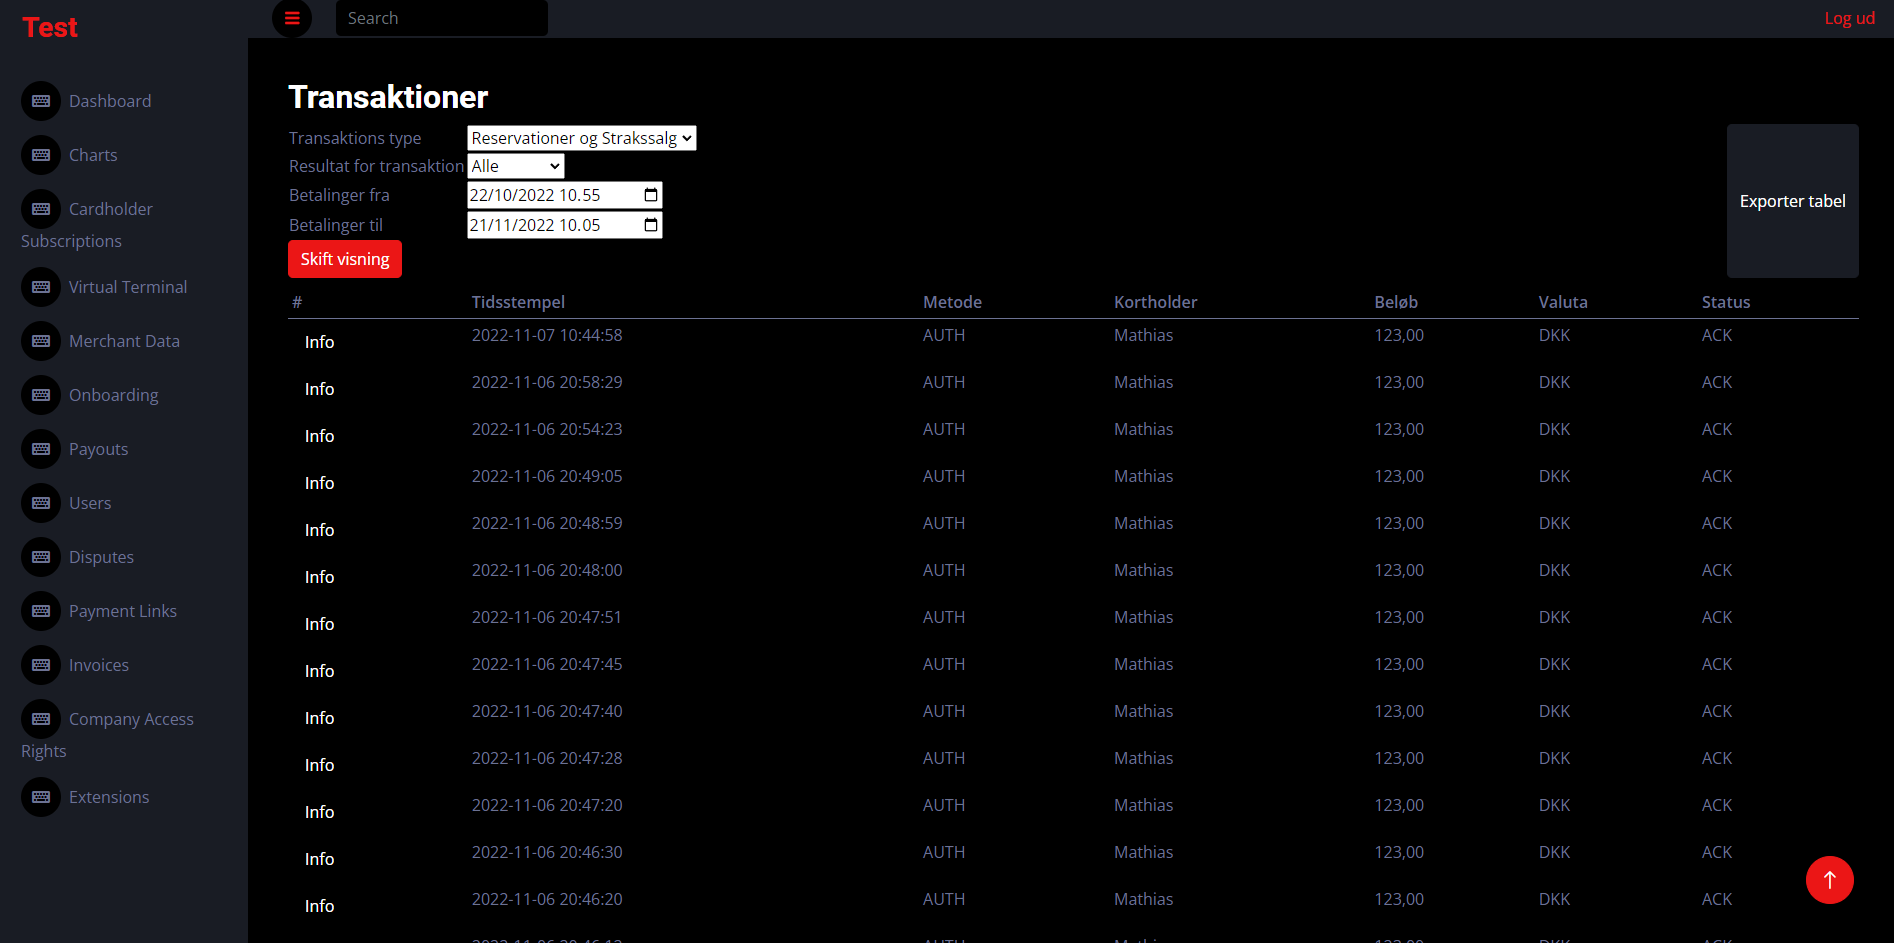 Test
Search
Log ud
Dashboard
Charts
Cardholder
Subscriptions
Virtual Terminal
Merchant Data
Onboarding
Payouts
Users
Disputes
Payment Links
Invoices
Company Access
Rights
Extensions
Transaktioner
Transaktions type Reservationer og Strakssalg
Resultat for transaktion Alle
Betalinger fra 22/10/2022 10.55
Betalinger til 21/11/2022 10.05
Skift visning
Exporter tabel
# Tidsstempel Metode Kortholder Beløb Valuta Status
Info 2022-11-07 10:44:58 AUTH Mathias 123,00 DKK ACK
Info 2022-11-06 20:58:29 AUTH Mathias 123,00 DKK ACK
Info 2022-11-06 20:54:23 AUTH Mathias 123,00 DKK ACK
Info 2022-11-06 20:49:05 AUTH Mathias 123,00 DKK ACK
Info 2022-11-06 20:48:59 AUTH Mathias 123,00 DKK ACK
Info 2022-11-06 20:48:00 AUTH Mathias 123,00 DKK ACK
Info 2022-11-06 20:47:51 AUTH Mathias 123,00 DKK ACK
Info 2022-11-06 20:47:45 AUTH Mathias 123,00 DKK ACK
Info 2022-11-06 20:47:40 AUTH Mathias 123,00 DKK ACK
Info 2022-11-06 20:47:28 AUTH Mathias 123,00 DKK ACK
Info 2022-11-06 20:47:20 AUTH Mathias 123,00 DKK ACK
Info 2022-11-06 20:46:30 AUTH Mathias 123,00 DKK ACK
Info 2022-11-06 20:46:20 AUTH Mathias 123,00 DKK ACK